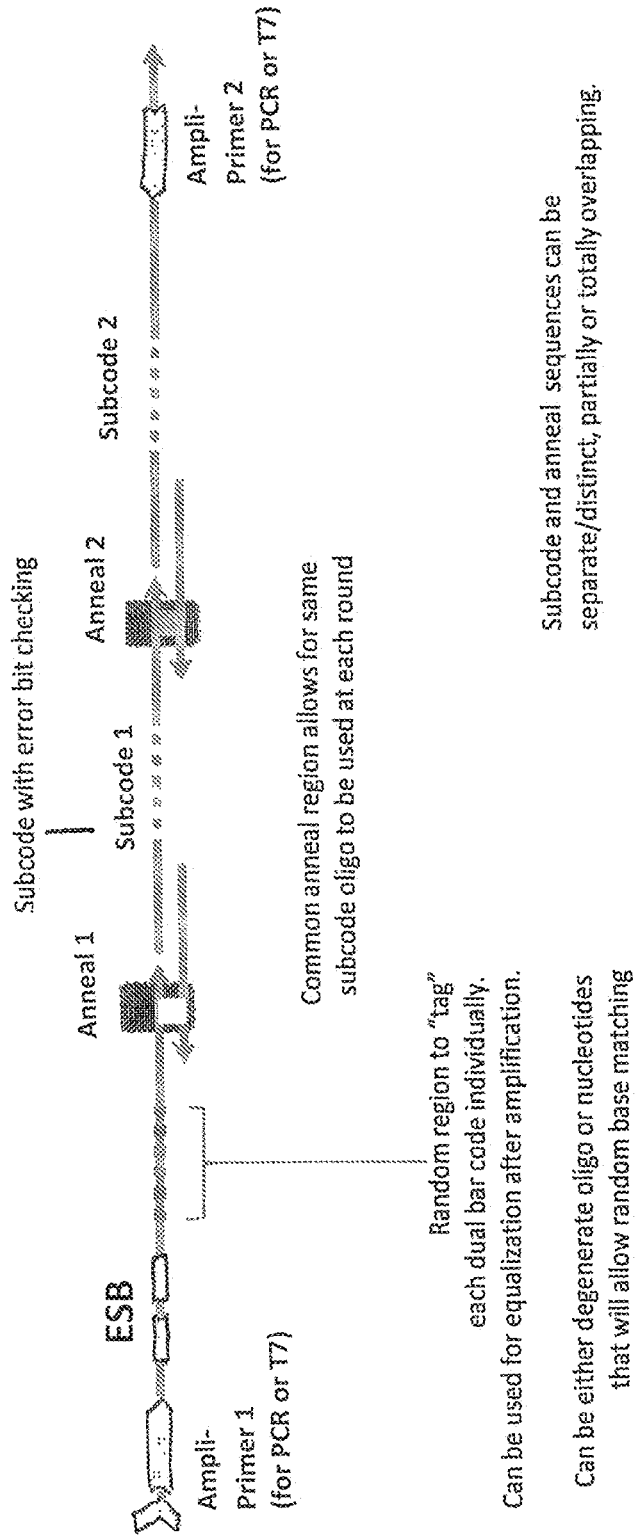 Subcode with error bit checking
ESB
Anneal 1
Subcode 1
Anneal 2
Subcode 2
Ampli-
Primer 1
(for PCR or T7)
Ampli-
Primer 2
(for PCR or T7)
Common anneal region allows for same
subcode oligo to be used at each round
Random region to "tag"
each dual bar code individually.
Can be used for equalization after amplification.
Can be either degenerate oligo or nucleotides
that will allow random base matching
Subcode and anneal sequences can be
separate/distinct, partially or totally overlapping.